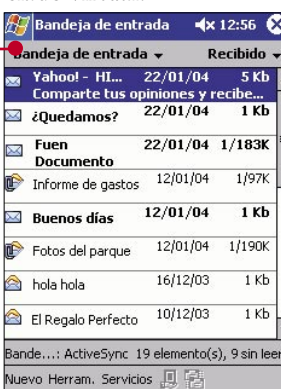 Bandeja de entrada 12:56
Bandeja de entrada Recibido
Yahoo! - HI... 22/01/04 5 Kb
Comparte tus opiniones y recibe...
¿Quedamos? 22/01/04 1 Kb
Fuen Documento 22/01/04 1/183K
Informe de gastos 12/01/04 1/97K
Buenos días 12/01/04 1 Kb
Fotos del parque 12/01/04 1/190K
hola hola 16/12/03 1 Kb
El Regalo Perfecto 10/12/03 1 Kb
Bande...: ActiveSync 19 elemento(s), 9 sin leer
Nuevo Herram. Servicios